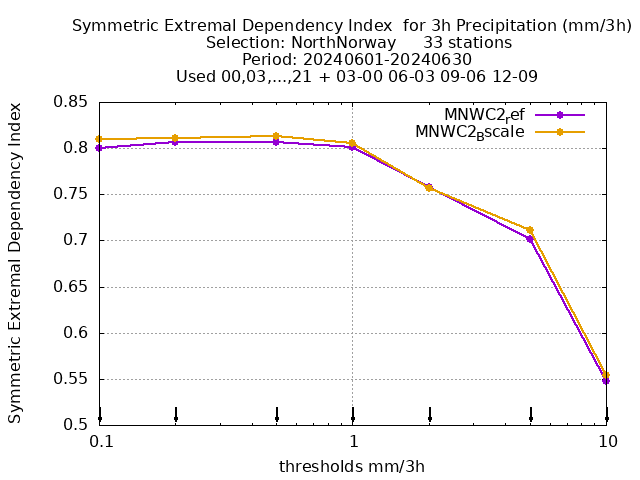 Symmetric Extremal Dependency Index  for 3h Precipitation (mm/3h)
Selection: NorthNorway     33 stations
Period: 20240601-20240630
Used 00,03,...,21 + 03-00 06-03 09-06 12-09
MNWC2_ref
MNWC2_Bscale
Symmetric Extremal Dependency Index
0.85
0.8
0.75
0.7
0.65
0.6
0.55
0.5
0.1 1 10
thresholds mm/3h